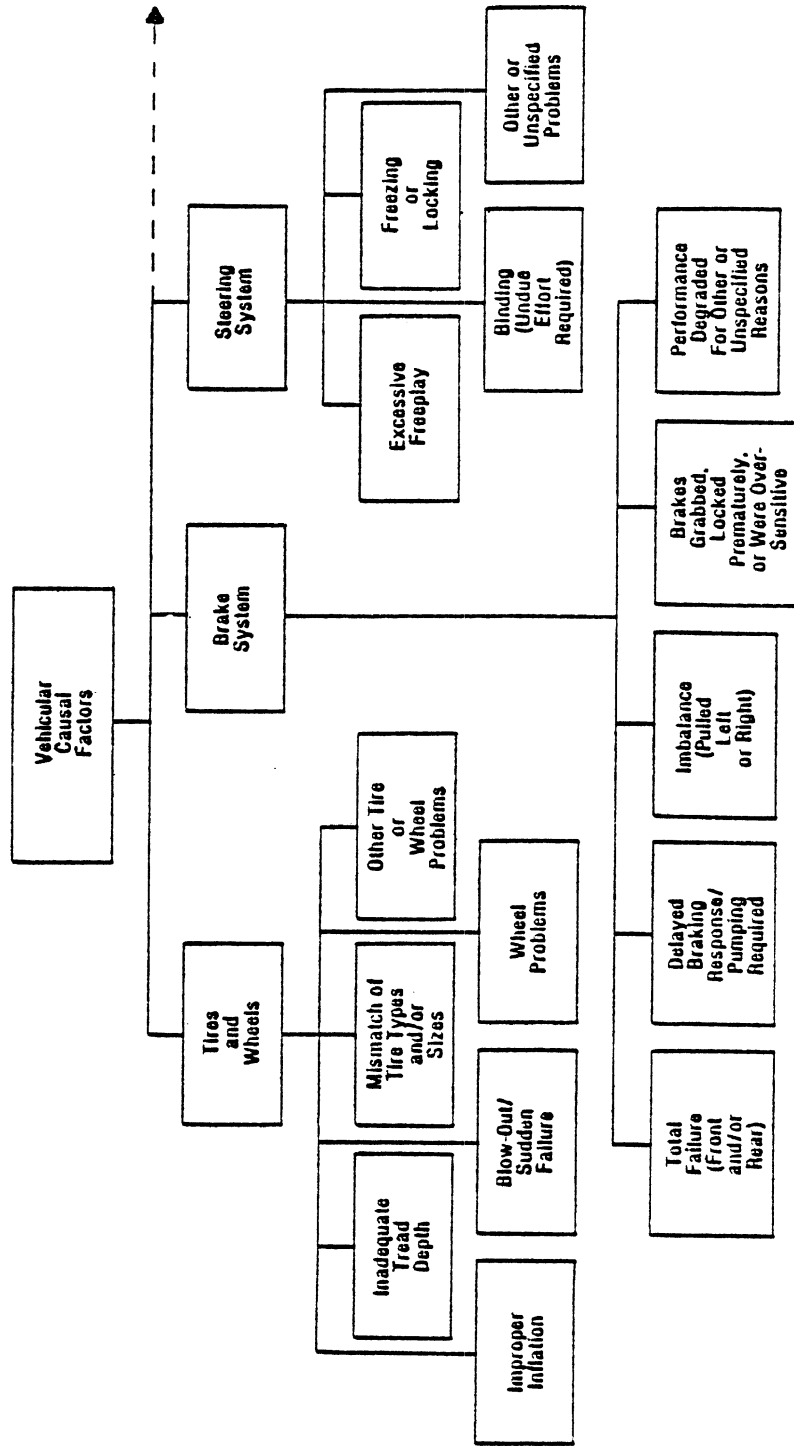 Vehicular
Causal
Factors
Tires
and
Wheels
Brake
System
Steering
System
Inadequate
Tread
Depth
Mismatch of
Tire Types
and/or
Sizes
Other Tire
or
Wheel
Problems
Improper
Inflation
Blow-Out/
Sudden
Failure
Wheel
Problems
Excessive
Freeplay
Freezing
or
Locking
Binding
(Undue
Effort
Required)
Other or
Unspecified
Problems
Total
Failure
(Front
and/or
Rear)
Delayed
Braking
Response/
Pumping
Required
Imbalance
(Pulled
Left
or Right)
Brakes
Grabbed,
Locked
Prematurely,
or Were Over-
Sensitive
Performance
Degraded
For Other or
Unspecified
Reasons